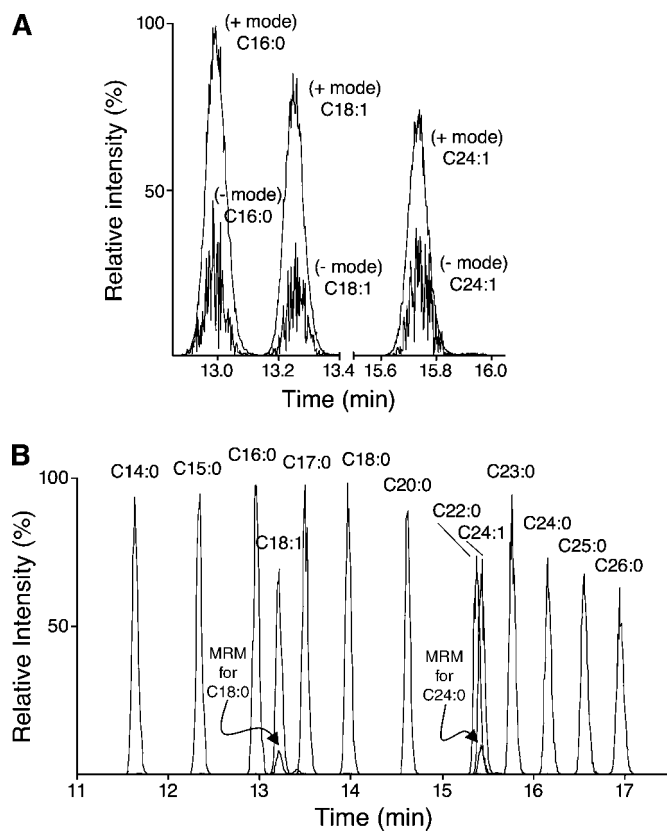 A
Relative intensity (%)
100
50
(+ mode)
C16:0
(+ mode)
C18:1
(+ mode)
C24:1
(- mode)
C16:0
(- mode)
C18:1
(- mode)
C24:1
13.0 13.2 13.4 15.6 15.8 16.0
Time (min)
B
Relative Intensity (%)
100
50
C14:0 C15:0 C16:0 C17:0 C18:0 C20:0 C23:0
C22:0
C24:1
C24:0
C25:0
C26:0
C18:1
MRM
for
C18:0
MRM
for
C24:0
11 12 13 14 15 16 17
Time (min)